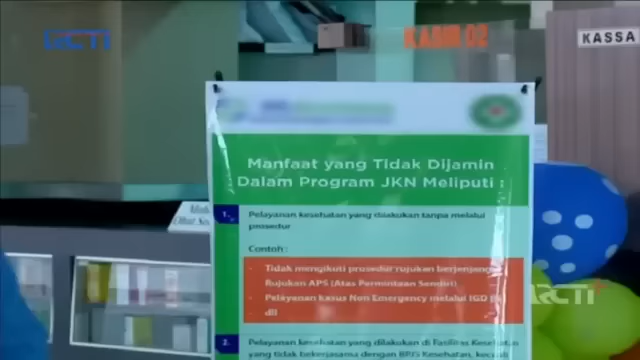 RCTI
KASIR 02
KASSA
Manfaat yang Tidak Dijamin
Dalam Program JKN Meliputi :
1.
Pelayanan kesehatan yang dilakukan tanpa melalui
prosedur
Contoh :
- Tidak mengikuti prosedur rujukan berjenjang
Rujukan APS (Atas Permintaan Sendiri)
- Pelayanan kasus Non Emergency melalui IGD
dll
2.
Pelayanan kesehatan yang dilakukan di Fasilitas Kesehatan
yang tidak bekerjasama dengan BPJS Kesehatan, kecuali
RCTI+